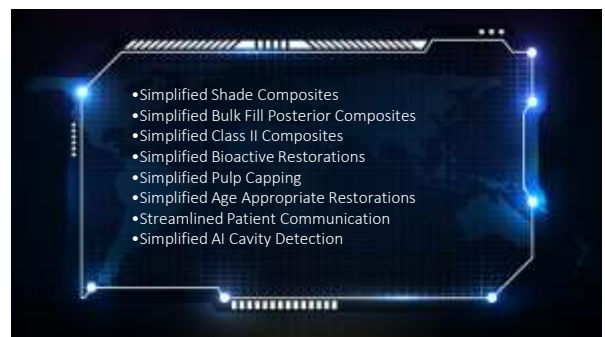 •Simplified Shade Composites
•Simplified Bulk Fill Posterior Composites
•Simplified Class II Composites
•Simplified Bioactive Restorations
•Simplified Pulp Capping
•Simplified Age Appropriate Restorations
•Streamlined Patient Communication
•Simplified AI Cavity Detection